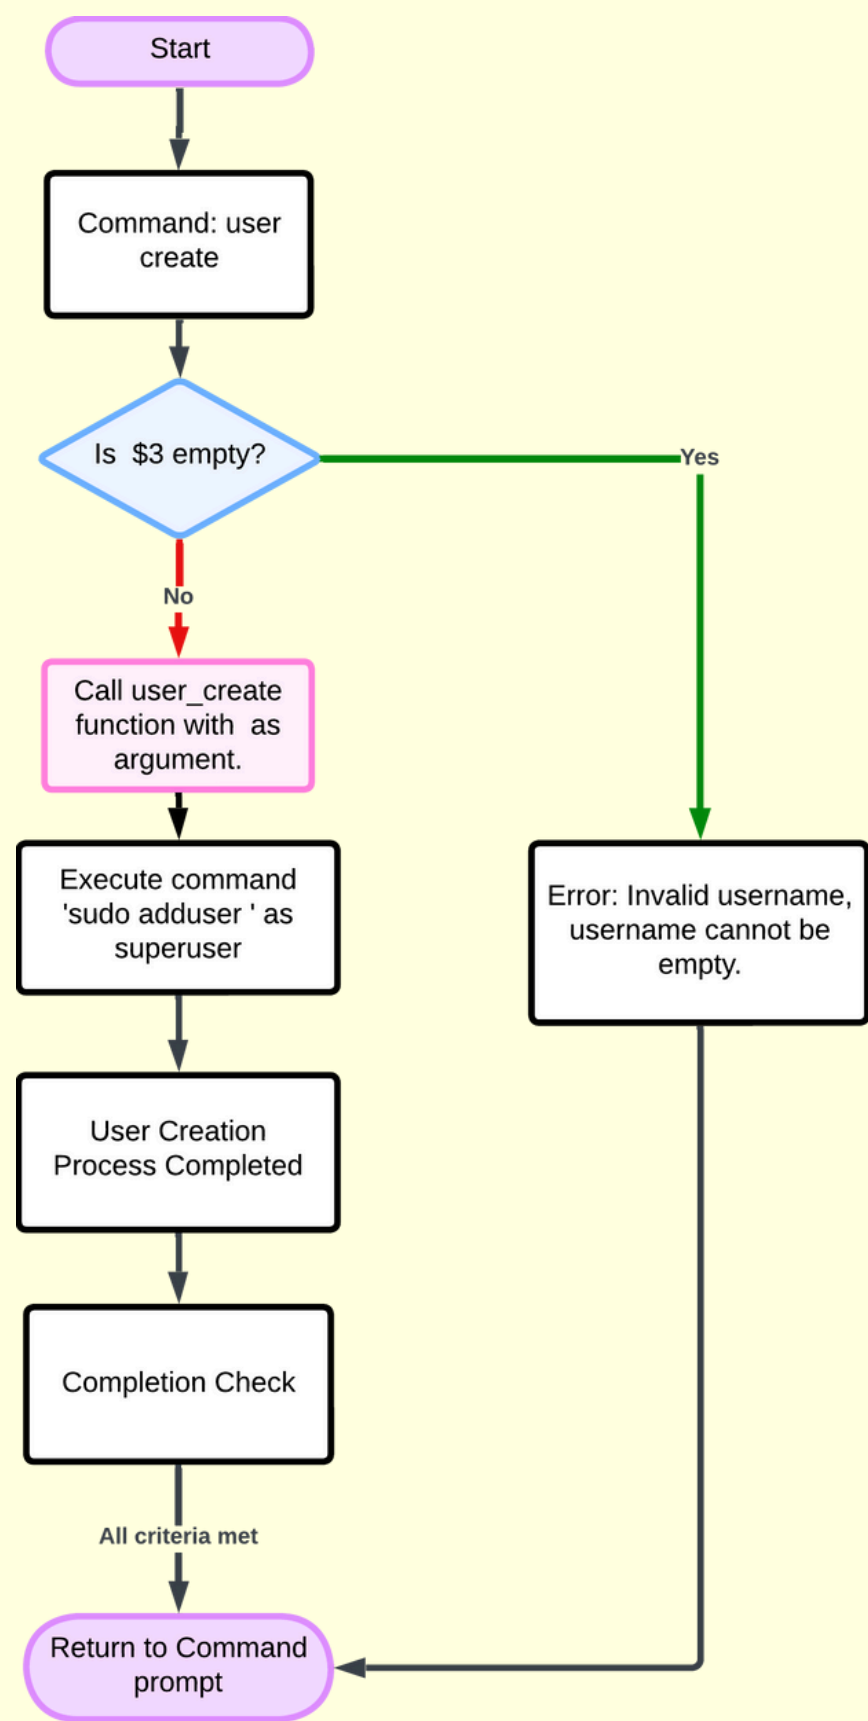 Start
Command: user
create
Is  $3 empty?
Yes
No
Call user_create
function with  as
argument.
Execute command
'sudo adduser ' as
superuser
Error: Invalid username,
username cannot be
empty.
User Creation
Process Completed
Completion Check
All criteria met
Return to Command
prompt